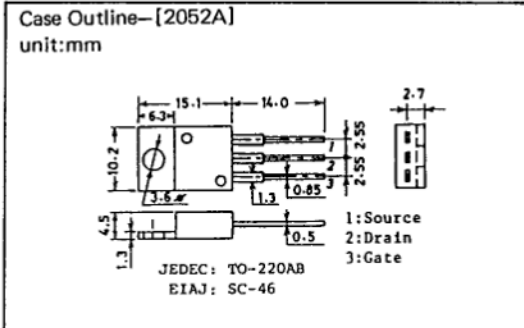 Case Outline—[2052A]
unit:mm
15.1
14.0
2.7
6.3
10.2
1
2
3
2.55
2.55
3.6ø
1.3
0.85
4.5
1.3
0.5
1:Source
2:Drain
3:Gate
JEDEC: TO-220AB
EIAJ: SC-46